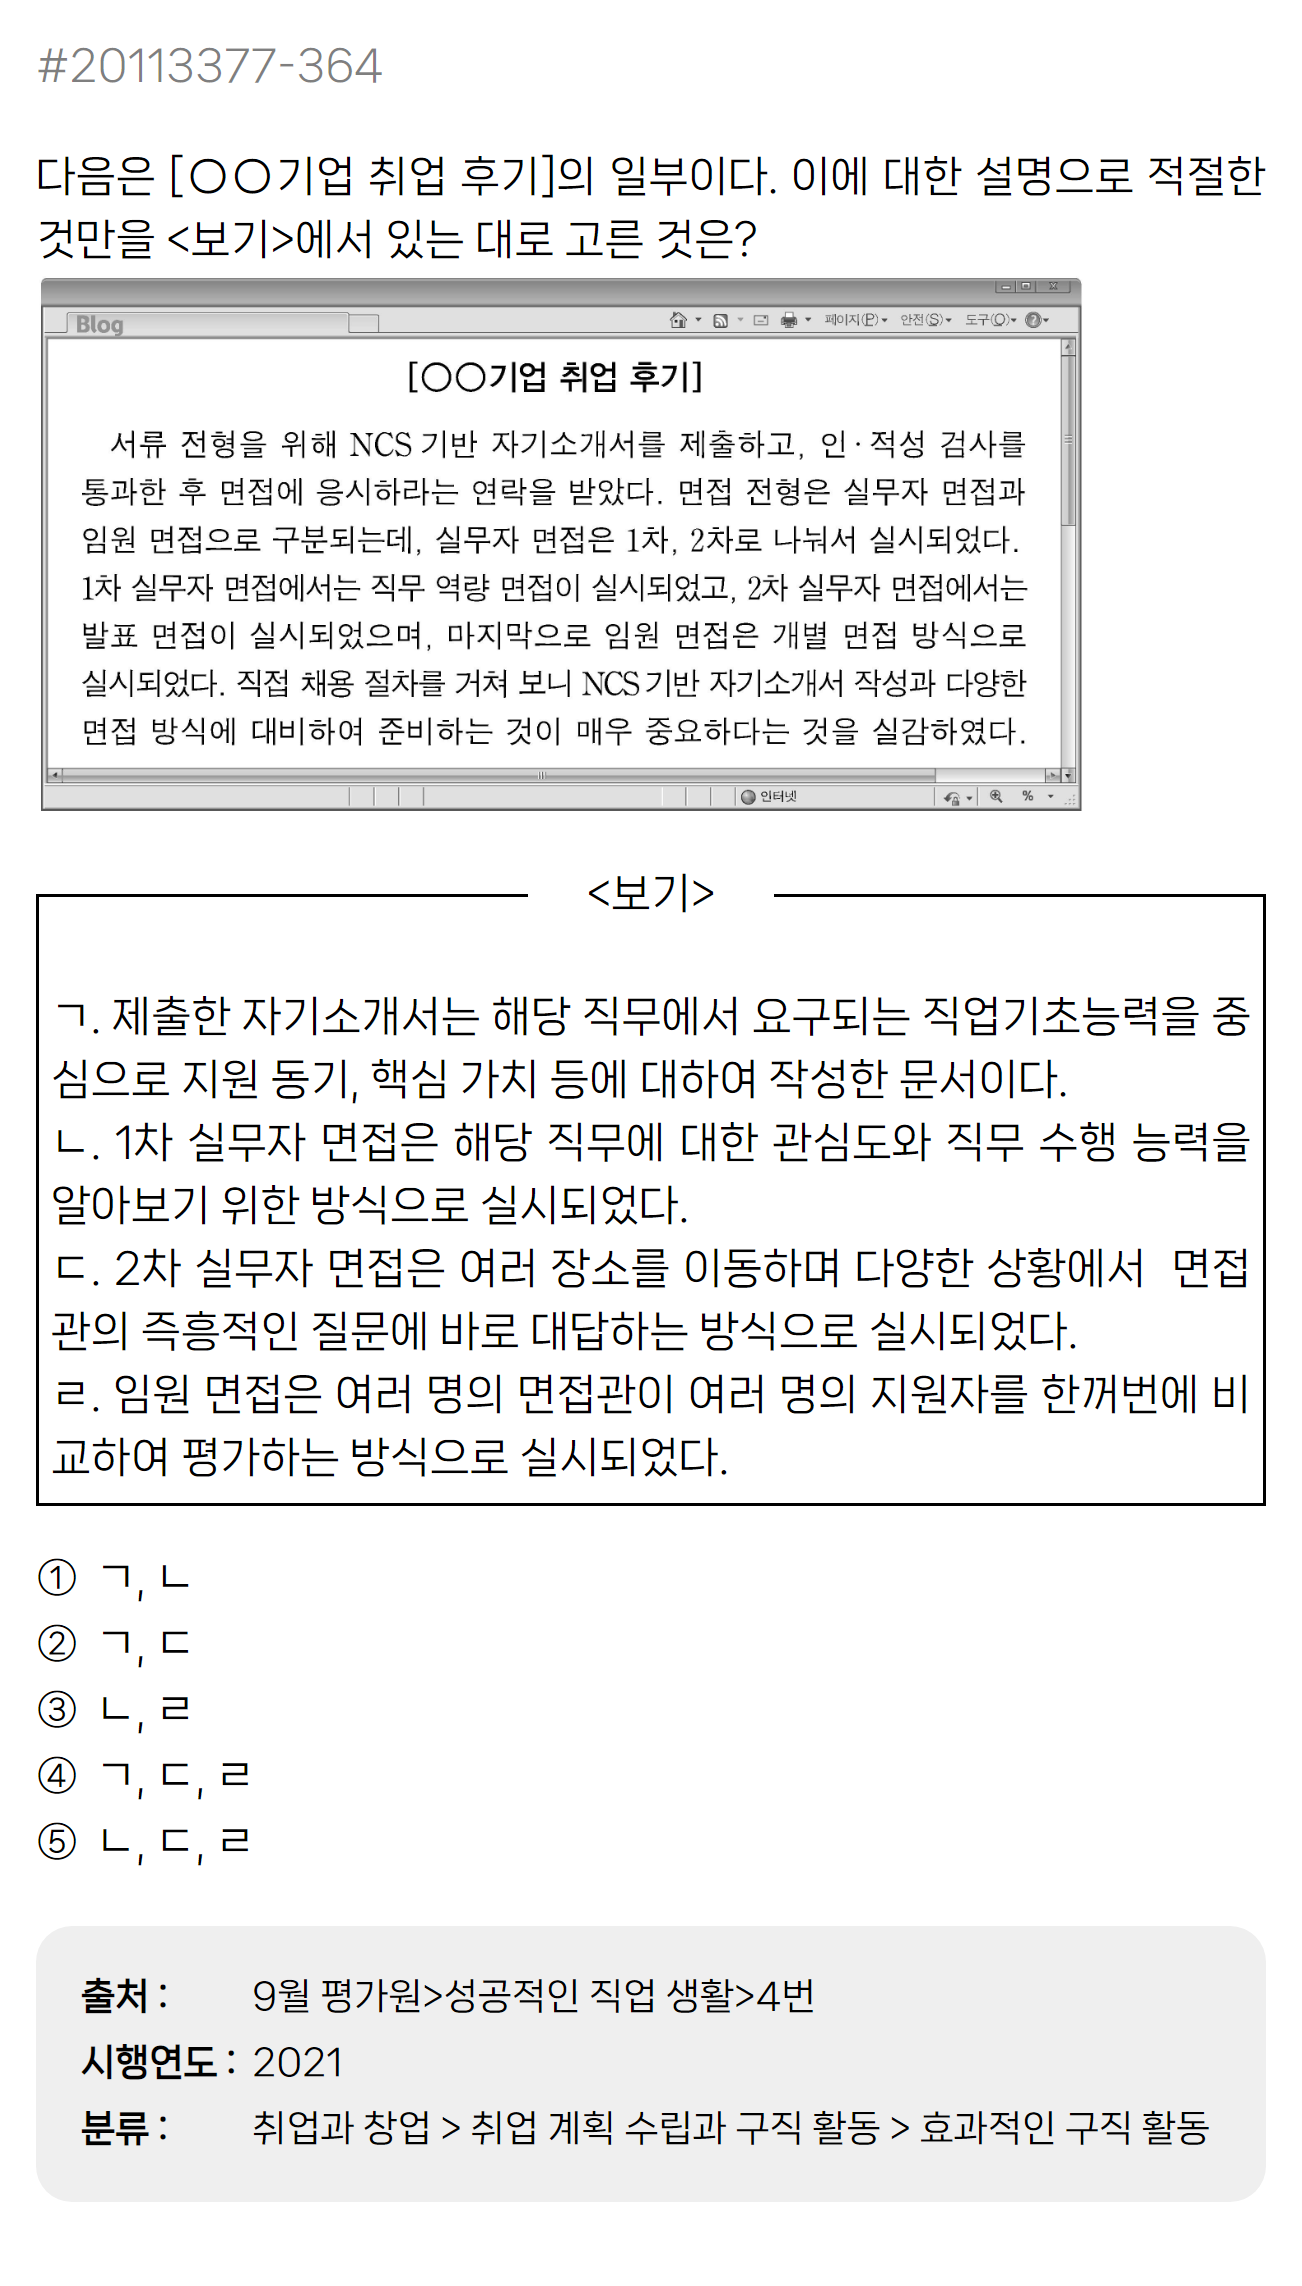 #20113377-364
다음은 [○○기업 취업 후기]의 일부이다. 이에 대한 설명으로 적절한
것만을 <보기>에서 있는 대로 고른 것은?
Blog
페이지(P) 안전(S) 도구(O)
[○○기업 취업 후기]
서류 전형을 위해 NCS 기반 자기소개서를 제출하고, 인·적성 검사를
통과한 후 면접에 응시하라는 연락을 받았다. 면접 전형은 실무자 면접과
임원 면접으로 구분되는데, 실무자 면접은 1차, 2차로 나눠서 실시되었다.
1차 실무자 면접에서는 직무 역량 면접이 실시되었고, 2차 실무자 면접에서는
발표 면접이 실시되었으며, 마지막으로 임원 면접은 개별 면접 방식으로
실시되었다. 직접 채용 절차를 거쳐 보니 NCS 기반 자기소개서 작성과 다양한
면접 방식에 대비하여 준비하는 것이 매우 중요하다는 것을 실감하였다.
인터넷
%
<보기>
ㄱ. 제출한 자기소개서는 해당 직무에서 요구되는 직업기초능력을 중
심으로 지원 동기, 핵심 가치 등에 대하여 작성한 문서이다.
ㄴ. 1차 실무자 면접은 해당 직무에 대한 관심도와 직무 수행 능력을
알아보기 위한 방식으로 실시되었다.
ㄷ. 2차 실무자 면접은 여러 장소를 이동하며 다양한 상황에서 면접
관의 즉흥적인 질문에 바로 대답하는 방식으로 실시되었다.
ㄹ. 임원 면접은 여러 명의 면접관이 여러 명의 지원자를 한꺼번에 비
교하여 평가하는 방식으로 실시되었다.
① ㄱ, ㄴ
② ㄱ, ㄷ
③ ㄴ, ㄹ
④ ㄱ, ㄷ, ㄹ
⑤ ㄴ, ㄷ, ㄹ
출처 : 9월 평가원>성공적인 직업 생활>4번
시행연도 : 2021
분류 : 취업과 창업 > 취업 계획 수립과 구직 활동 > 효과적인 구직 활동